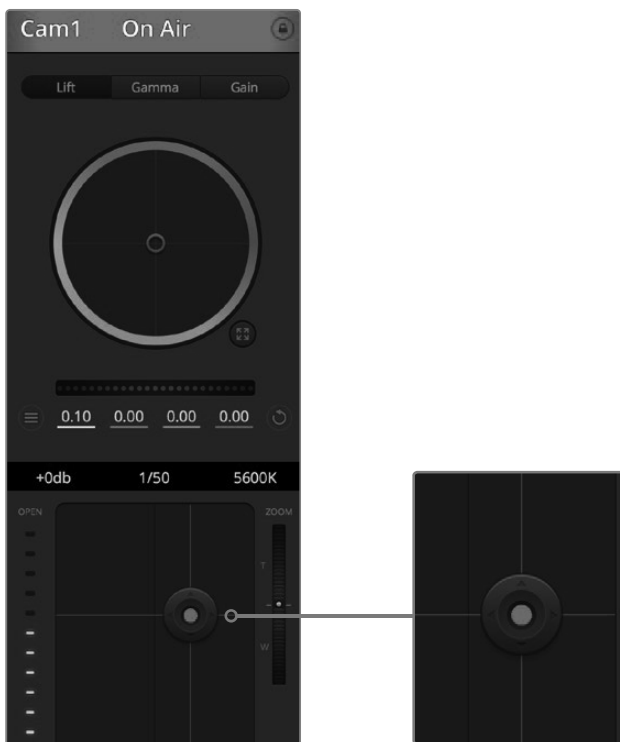 Cam1 On Air
Lift Gamma Gain
0.10 0.00 0.00 0.00
+0db 1/50 5600K
OPEN ZOOM
T
W